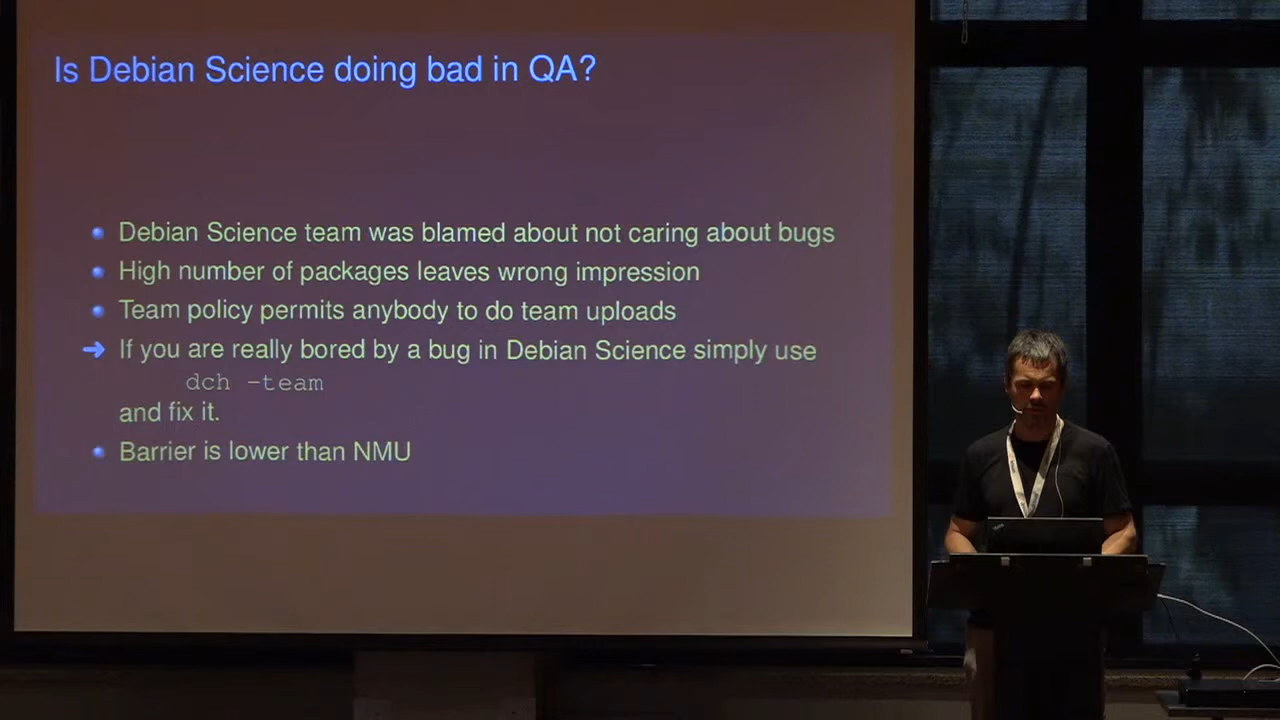 Is Debian Science doing bad in QA?
Debian Science team was blamed about not caring about bugs
High number of packages leaves wrong impression
Team policy permits anybody to do team uploads
If you are really bored by a bug in Debian Science simply use
dch –team
and fix it.
Barrier is lower than NMU